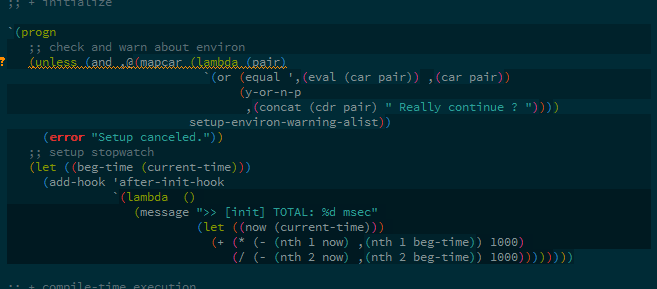 ;; + initialize
`(progn
;; check and warn about environ
(unless (and ,@(mapcar (lambda (pair)
`(or (equal ',(eval (car pair)) ,(car pair))
(y-or-n-p
,(concat (cdr pair) " Really continue ? "))))
setup-environ-warning-alist))
(error "Setup canceled."))
;; setup stopwatch
(let ((beg-time (current-time)))
(add-hook 'after-init-hook
`(lambda ()
(message ">> [init] TOTAL: %d msec"
(let ((now (current-time)))
(+ (* (- (nth 1 now) ,(nth 1 beg-time)) 1000)
(/ (- (nth 2 now) ,(nth 2 beg-time)) 1000))))))))
;; + compile-time execution